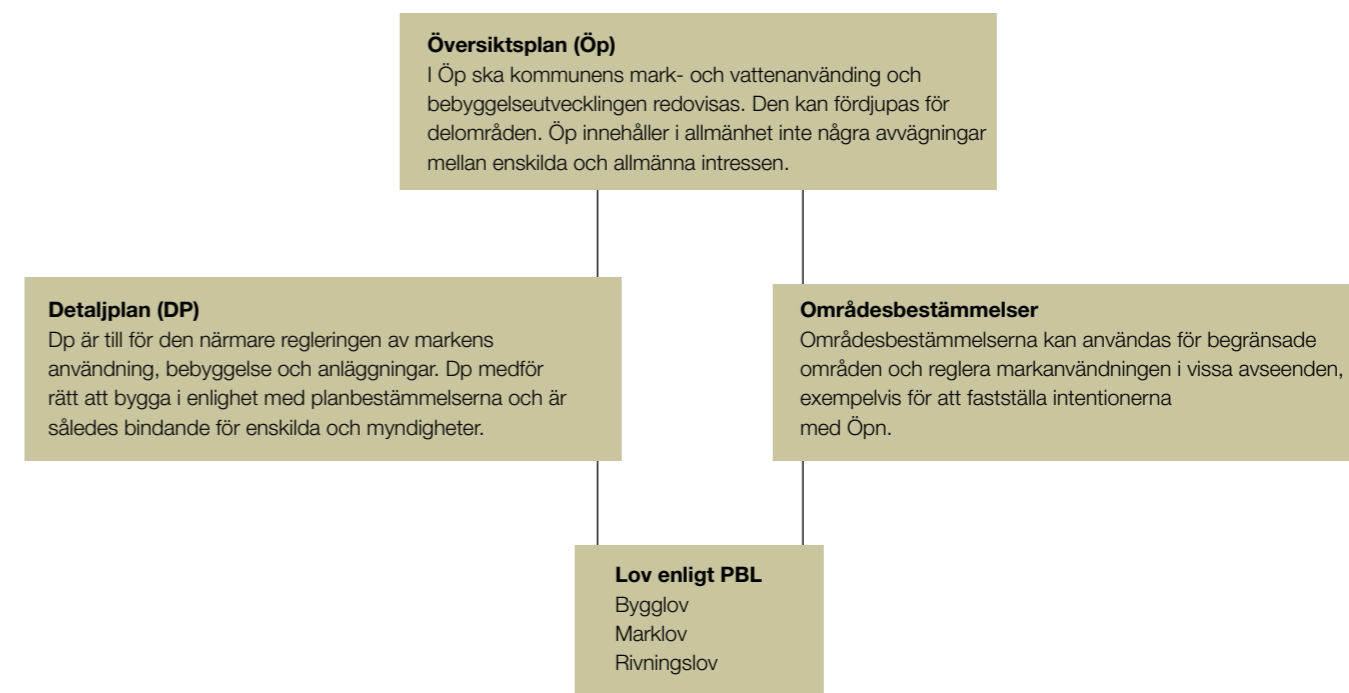 Översiktsplan (Öp)
I Öp ska kommunens mark- och vattenanvänding och
bebyggelseutvecklingen redovisas. Den kan fördjupas för
delområden. Öp innehåller i allmänhet inte några avvägningar
mellan enskilda och allmänna intressen.
Detaljplan (DP)
Dp är till för den närmare regleringen av markens
användning, bebyggelse och anläggningar. Dp medför
rätt att bygga i enlighet med planbestämmelserna och är
således bindande för enskilda och myndigheter.
Områdesbestämmelser
Områdesbestämmelserna kan användas för begränsade
områden och reglera markanvändningen i vissa avseenden,
exempelvis för att fastställa intentionerna
med Öpn.
Lov enligt PBL
Bygglov
Marklov
Rivningslov